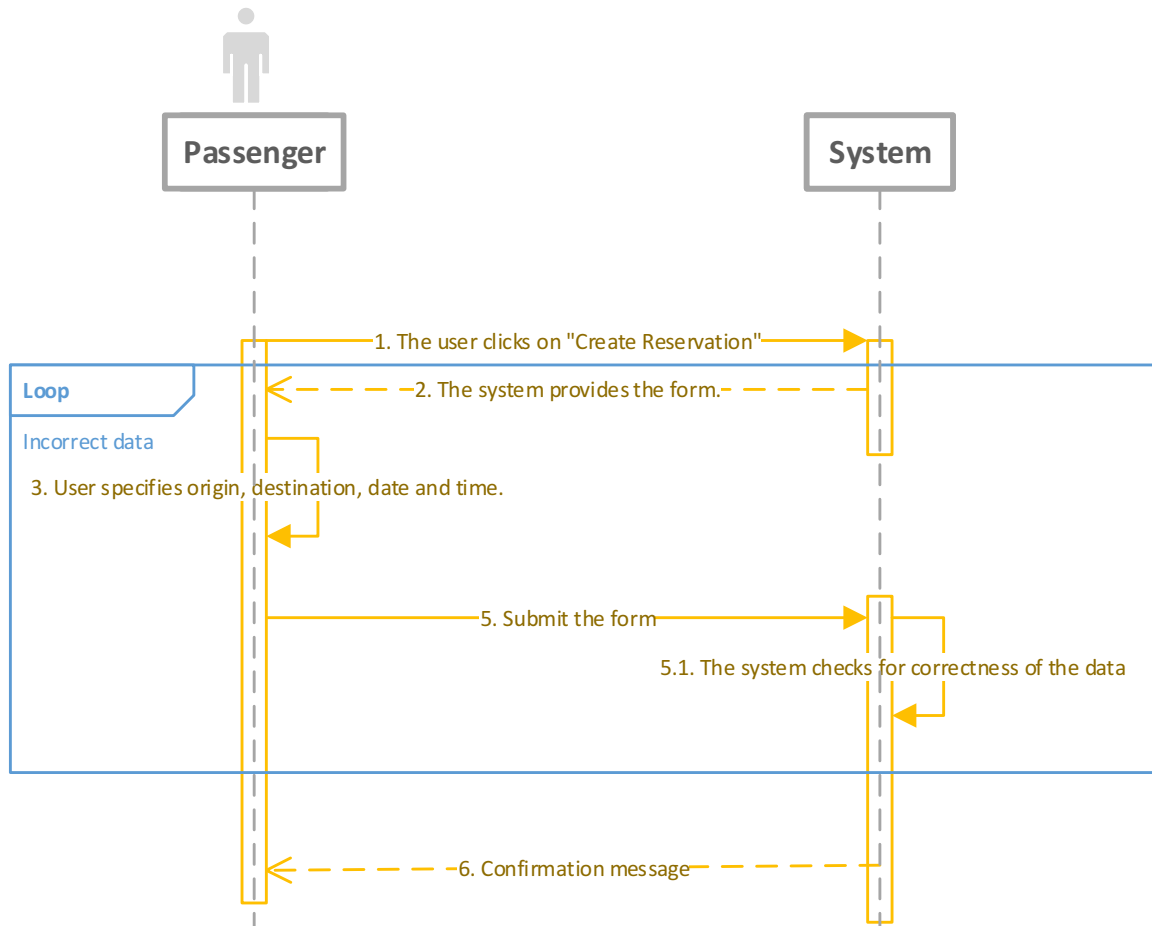 Passenger
System
1. The user clicks on "Create Reservation"
Loop
2. The system provides the form.
Incorrect data
3. User specifies origin, destination, date and time.
5. Submit the form
5.1. The system checks for correctness of the data
6. Confirmation message